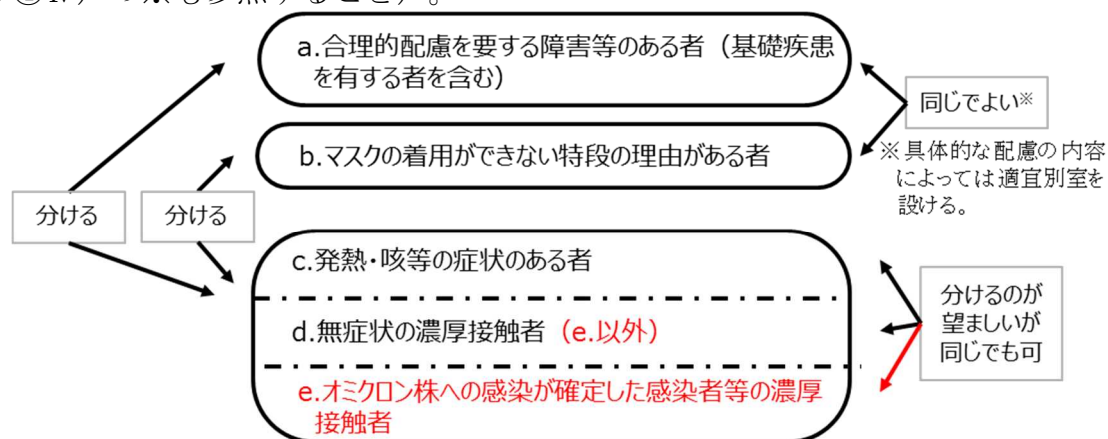 a.合理的配慮を要する障害等のある者（基礎疾患
を有する者を含む）
同じでよい※
b.マスクの着用ができない特段の理由がある者
※具体的な配慮の内容
によっては適宜別室を
設ける。
分ける
分ける
c.発熱・咳等の症状のある者
d.無症状の濃厚接触者（e.以外）
e.オミクロン株への感染が確定した感染者等の濃厚
接触者
分けるのが
望ましいが
同じでも可